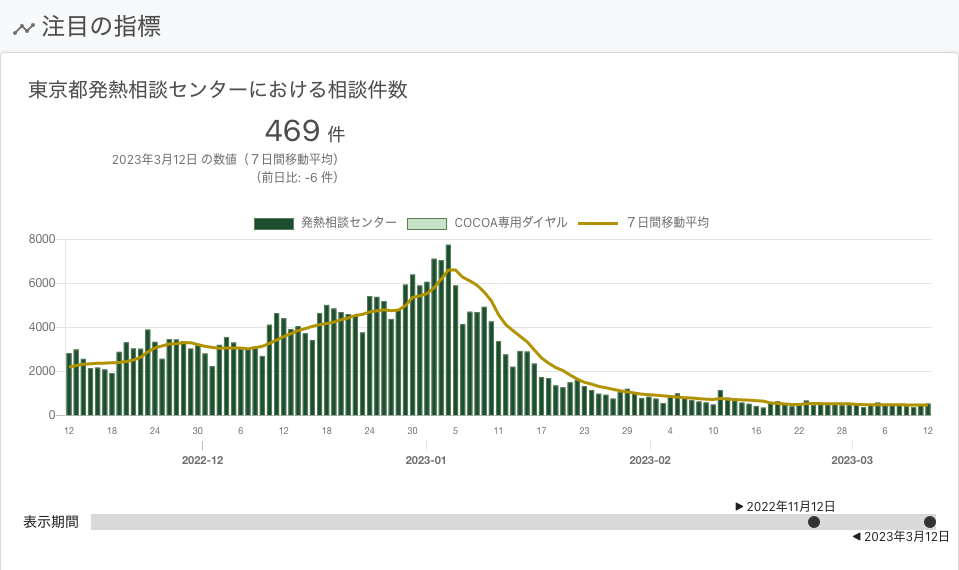 注目の指標
東京都発熱相談センターにおける相談件数
469 件
2023年3月12日 の数値（７日間移動平均）
（前日比: -6 件）
発熱相談センター COCOA専用ダイヤル ７日間移動平均
8000
6000
4000
2000
0
12 18 24 30 6 12 18 24 30 5 11 17 23 29 4 10 16 22 28 6 12
2022-12 2023-01 2023-02 2023-03
2022年11月12日
表示期間
2023年3月12日